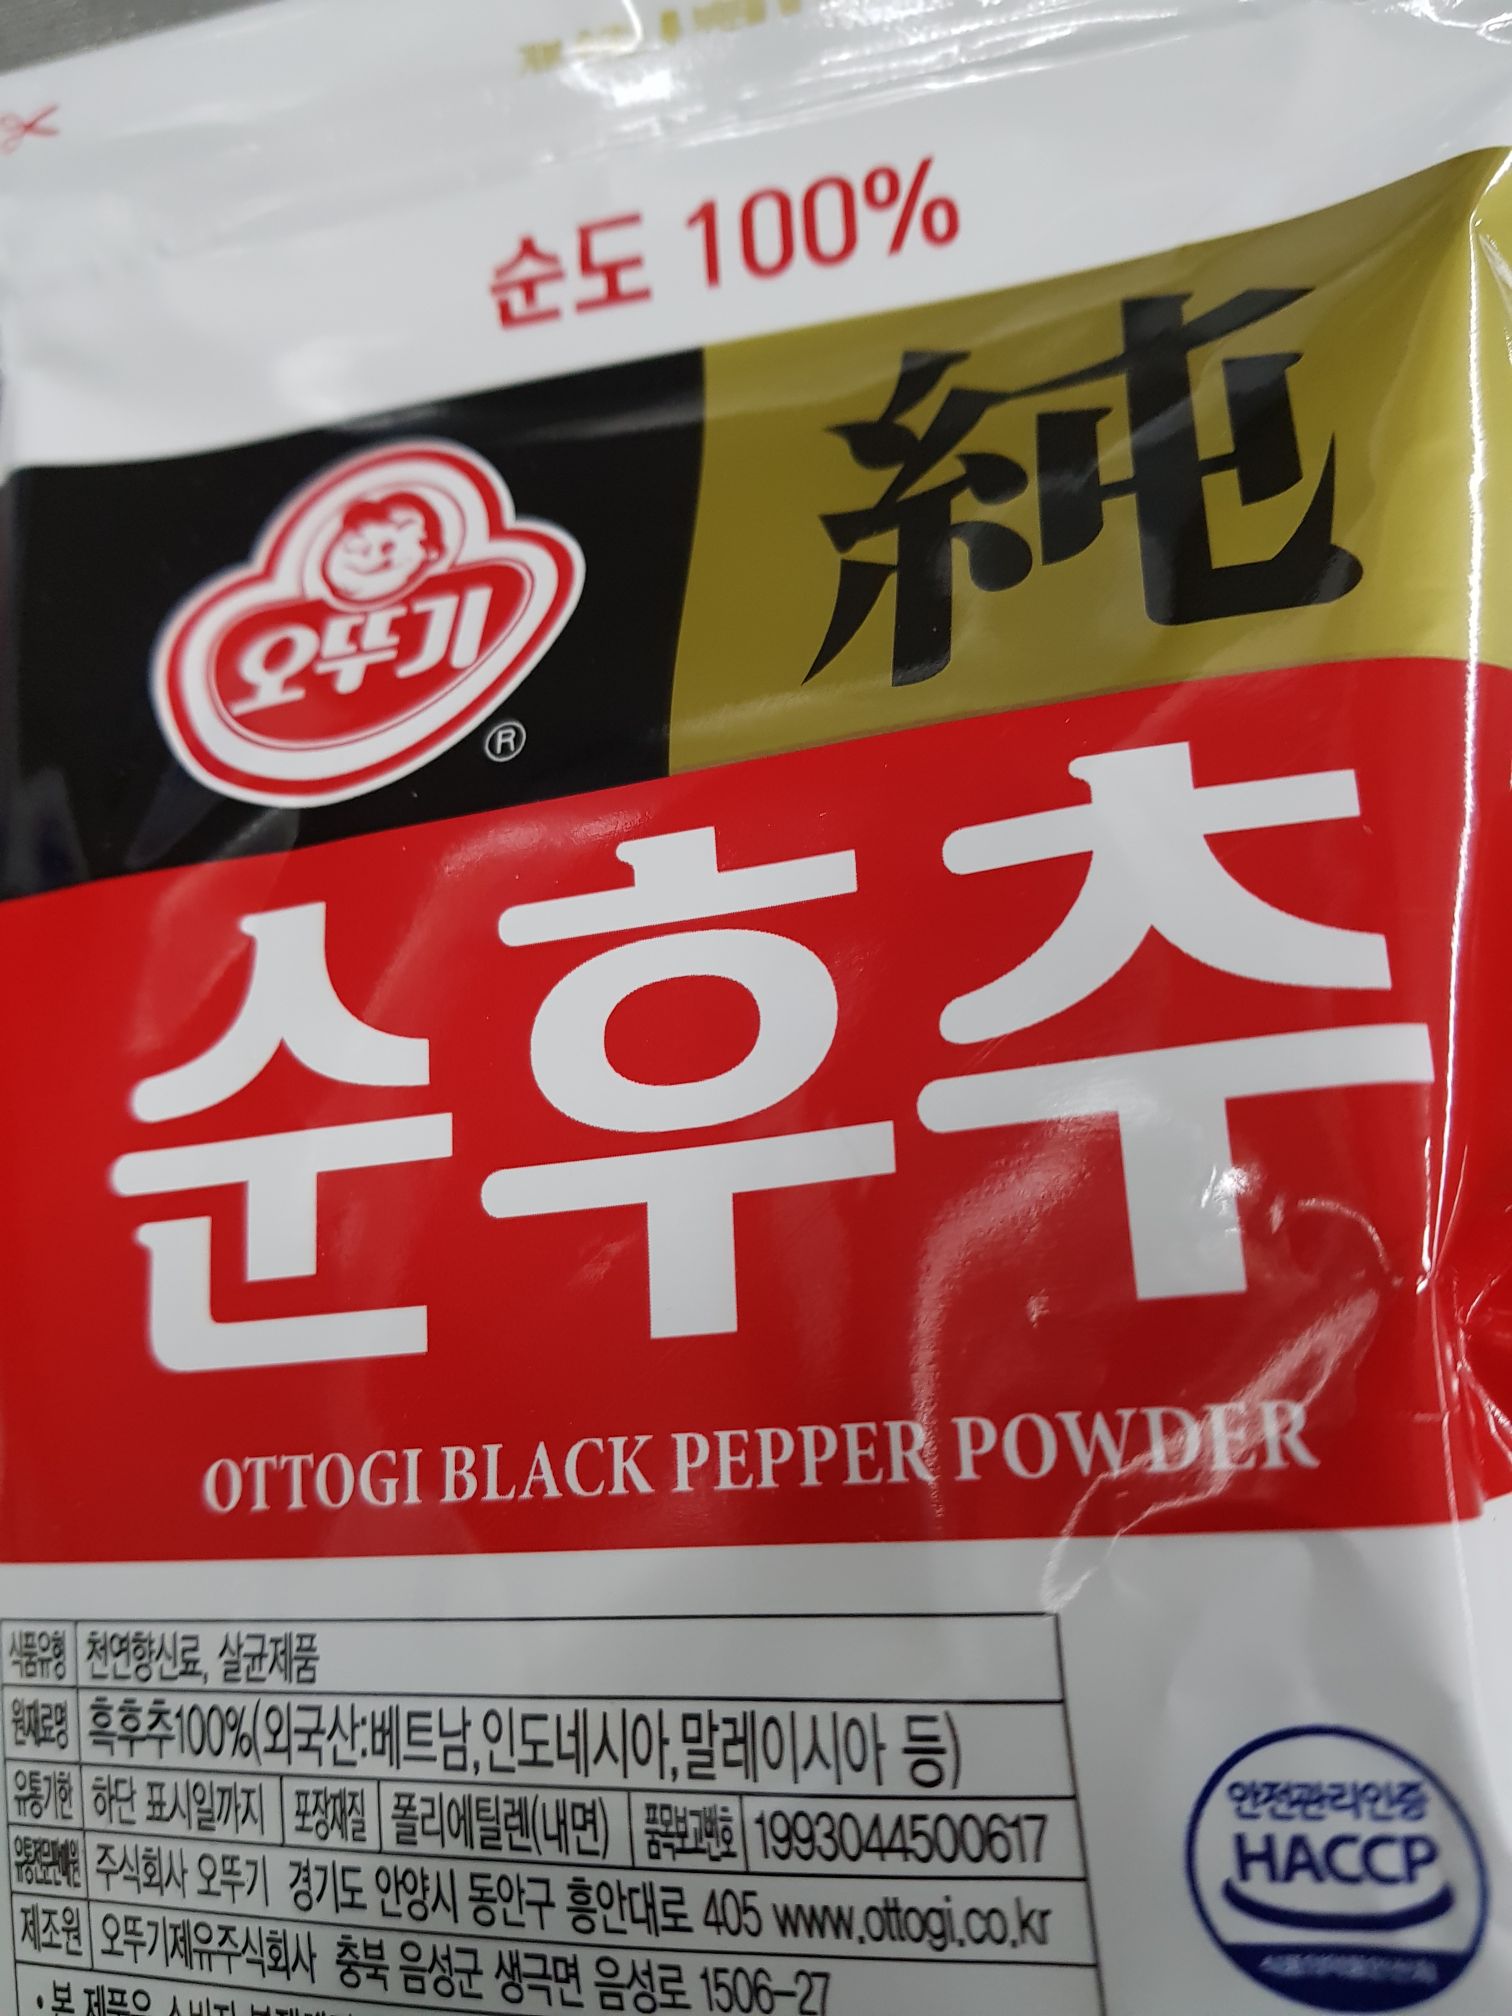 순도 100%
純
오뚜기
®
순후추
OTTOGI BLACK PEPPER POWDER
식품유형 천연향신료, 살균제품
원재료명 흑후추100%(외국산:베트남,인도네시아,말레이시아 등)
유통기한 하단 표시일까지 포장재질 폴리에틸렌(내면) 품목보고번호 1993044500617
유통전문판매원 주식회사 오뚜기 경기도 안양시 동안구 흥안대로 405 www.ottogi.co.kr
제조원 오뚜기제유주식회사 충북 음성군 생극면 음성로 1506-27
안전관리인증
HACCP
• 본 제품은